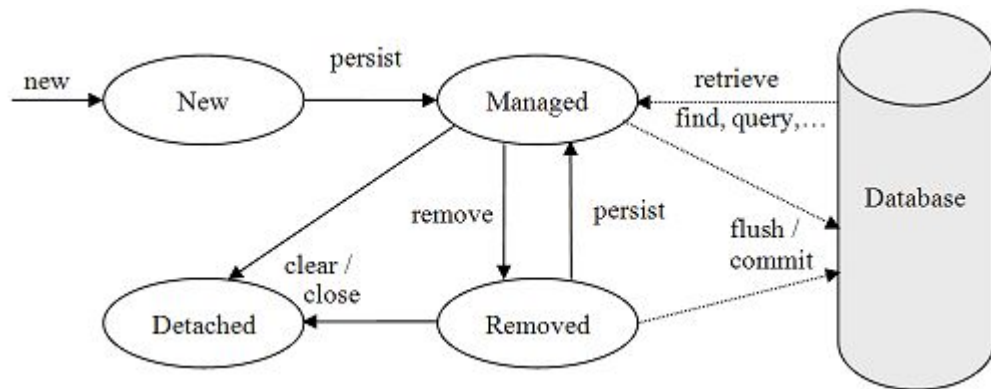 new
New
persist
Managed
retrieve
find, query,…
Database
remove
persist
flush /
commit
clear /
close
Detached
Removed